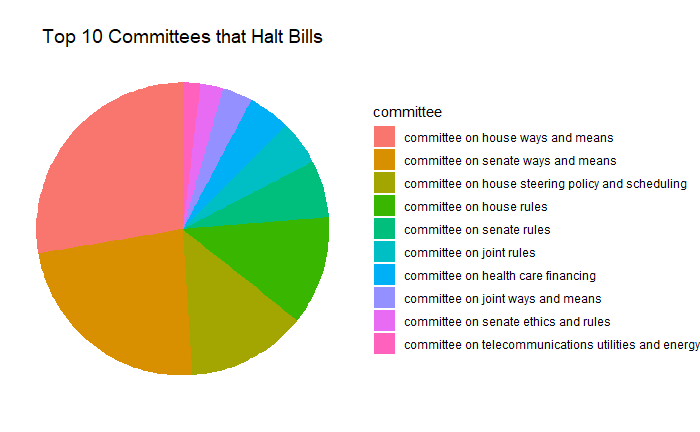 Top 10 Committees that Halt Bills
committee
committee on house ways and means
committee on senate ways and means
committee on house steering policy and scheduling
committee on house rules
committee on senate rules
committee on joint rules
committee on health care financing
committee on joint ways and means
committee on senate ethics and rules
committee on telecommunications utilities and energy